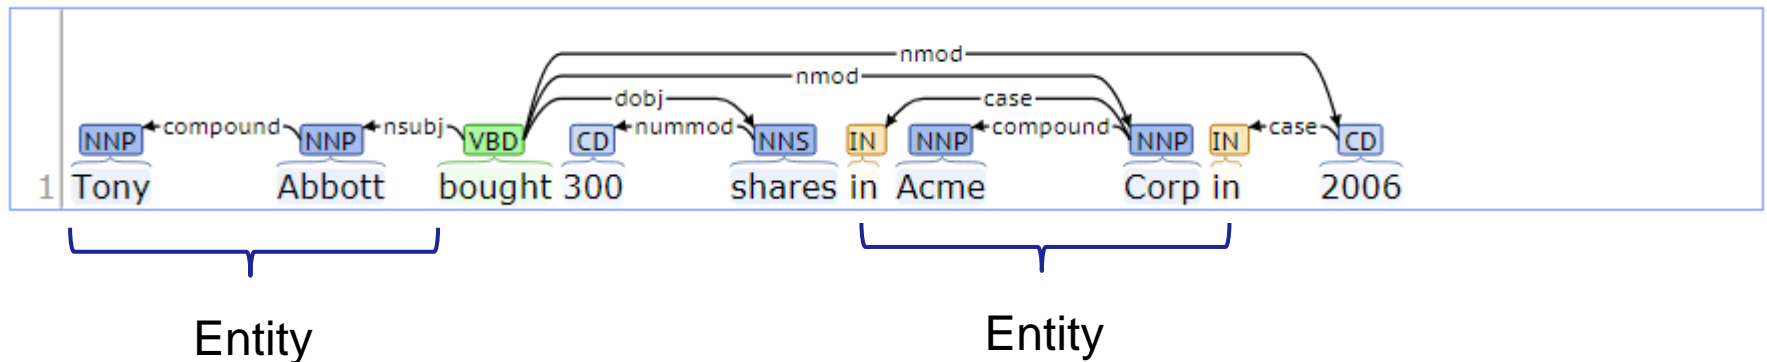 nmod
nmod
dobj case
NNP compound NNP nsubj VBD CD nummod NNS IN NNP compound NNP IN case CD
1 Tony Abbott bought 300 shares in Acme Corp in 2006
Entity Entity